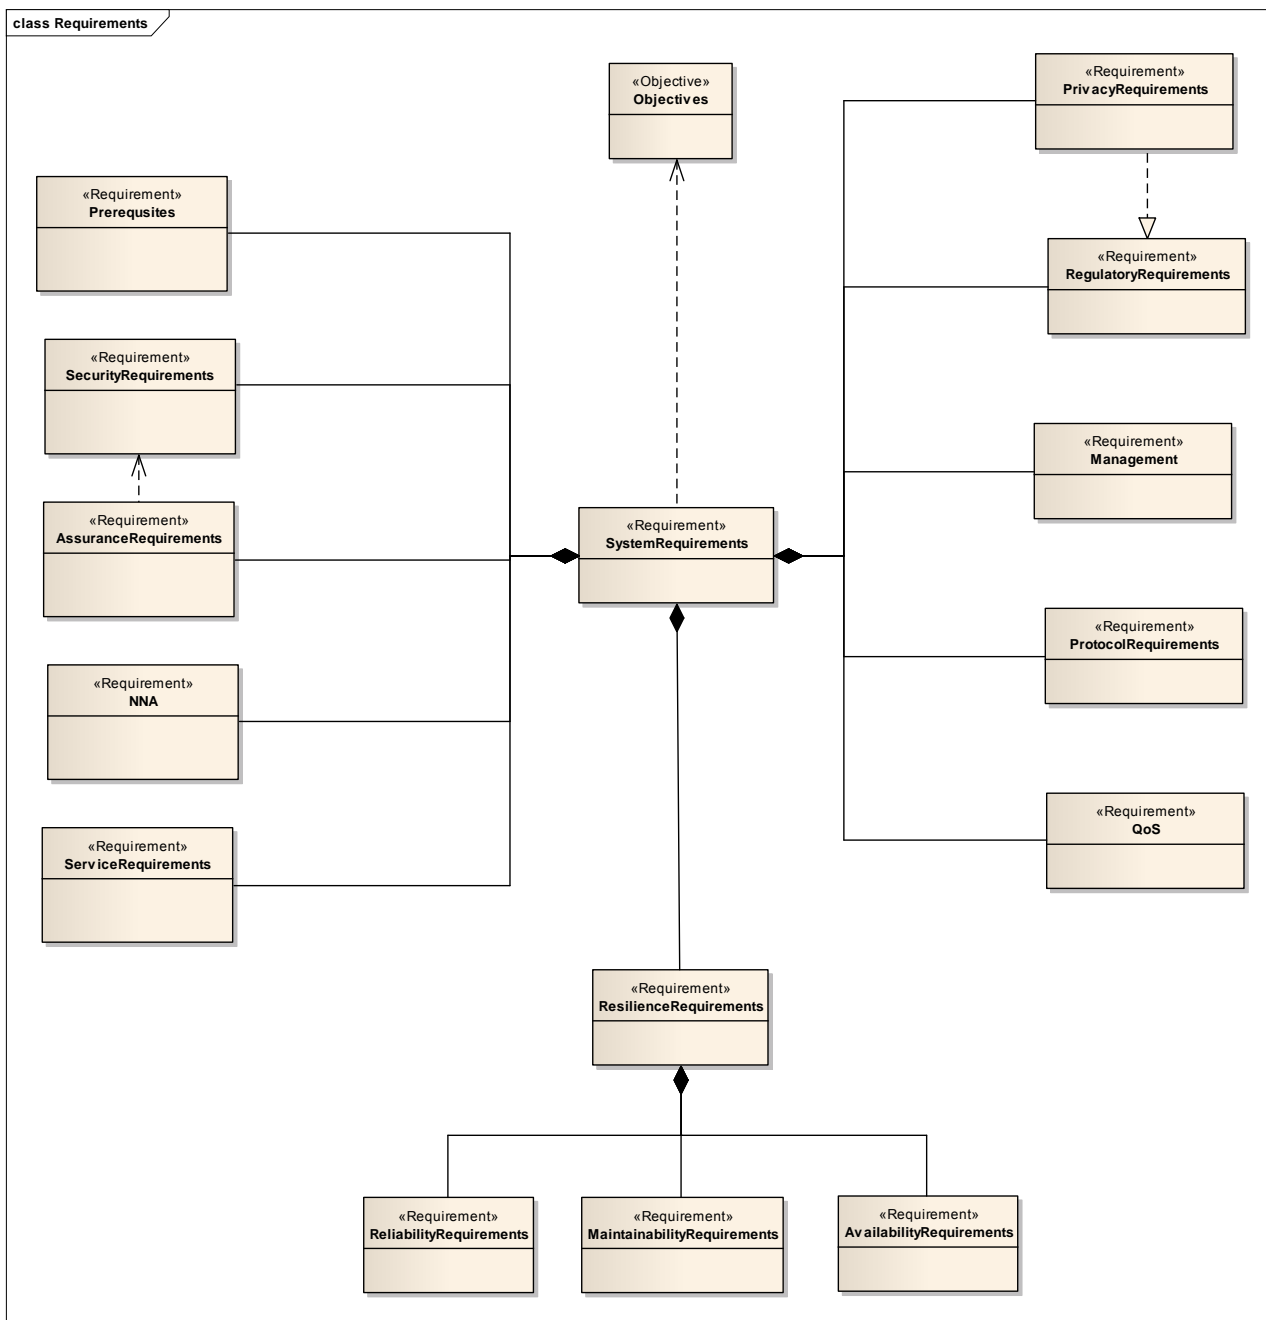 class Requirements
«Objective»
Objectives
«Requirement»
PrivacyRequirements
«Requirement»
Prerequsites
«Requirement»
RegulatoryRequirements
«Requirement»
SecurityRequirements
«Requirement»
Management
«Requirement»
AssuranceRequirements
«Requirement»
SystemRequirements
«Requirement»
ProtocolRequirements
«Requirement»
NNA
«Requirement»
QoS
«Requirement»
ServiceRequirements
«Requirement»
ResilienceRequirements
«Requirement»
ReliabilityRequirements
«Requirement»
MaintainabilityRequirements
«Requirement»
AvailabilityRequirements